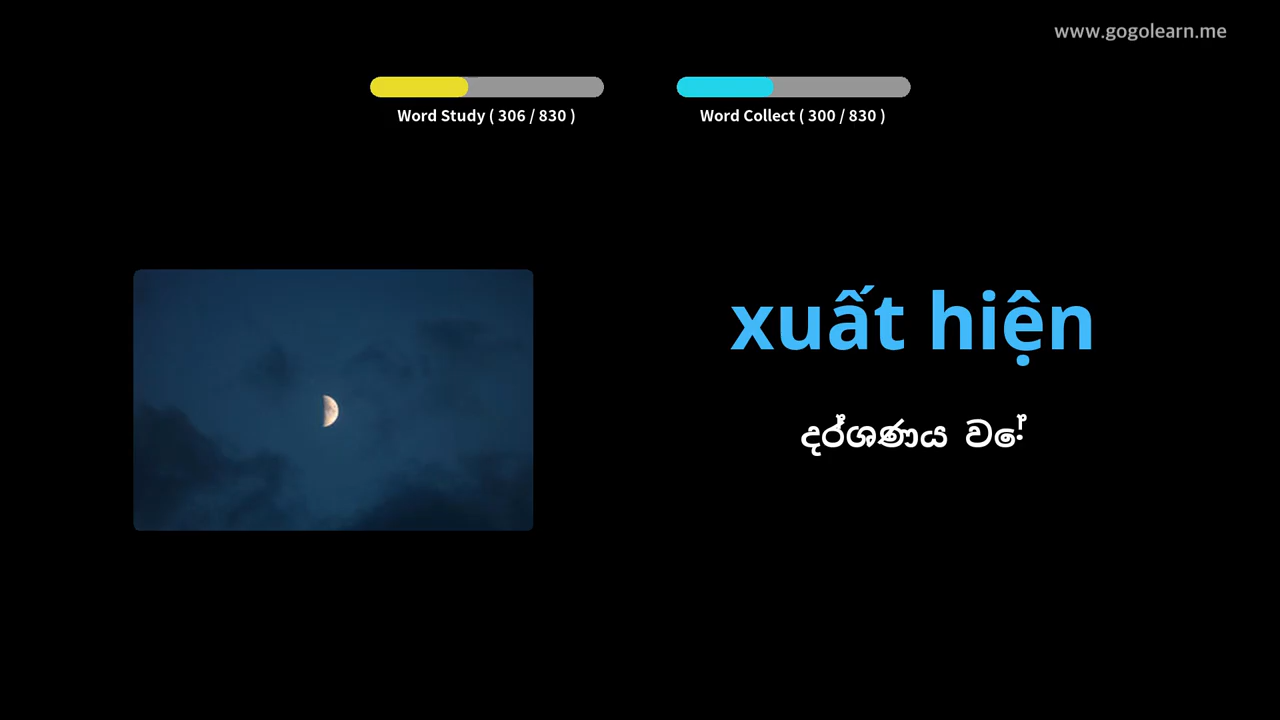 www.gogolearn.me
Word Study ( 306 / 830 )
Word Collect ( 300 / 830 )
xuất hiện
දර්ශණය වේ.